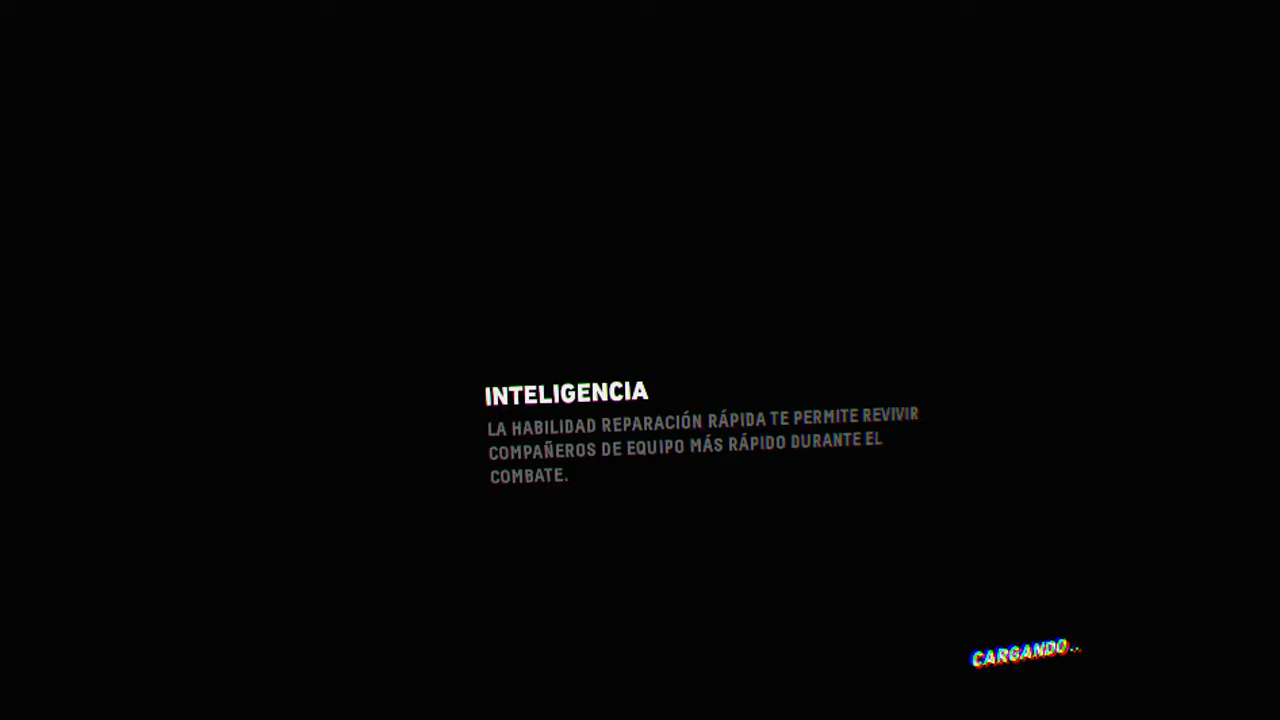 INTELIGENCIA
LA HABILIDAD REPARACIÓN RÁPIDA TE PERMITE REVIVIR
COMPAÑEROS DE EQUIPO MÁS RÁPIDO DURANTE EL
COMBATE.
CARGANDO..